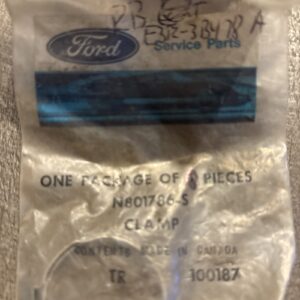 Ford
Service Parts
ONE PACKAGE OF PIECES
N801786-S
CLAMP
CONTENTS MADE IN CANADA
TR 100187